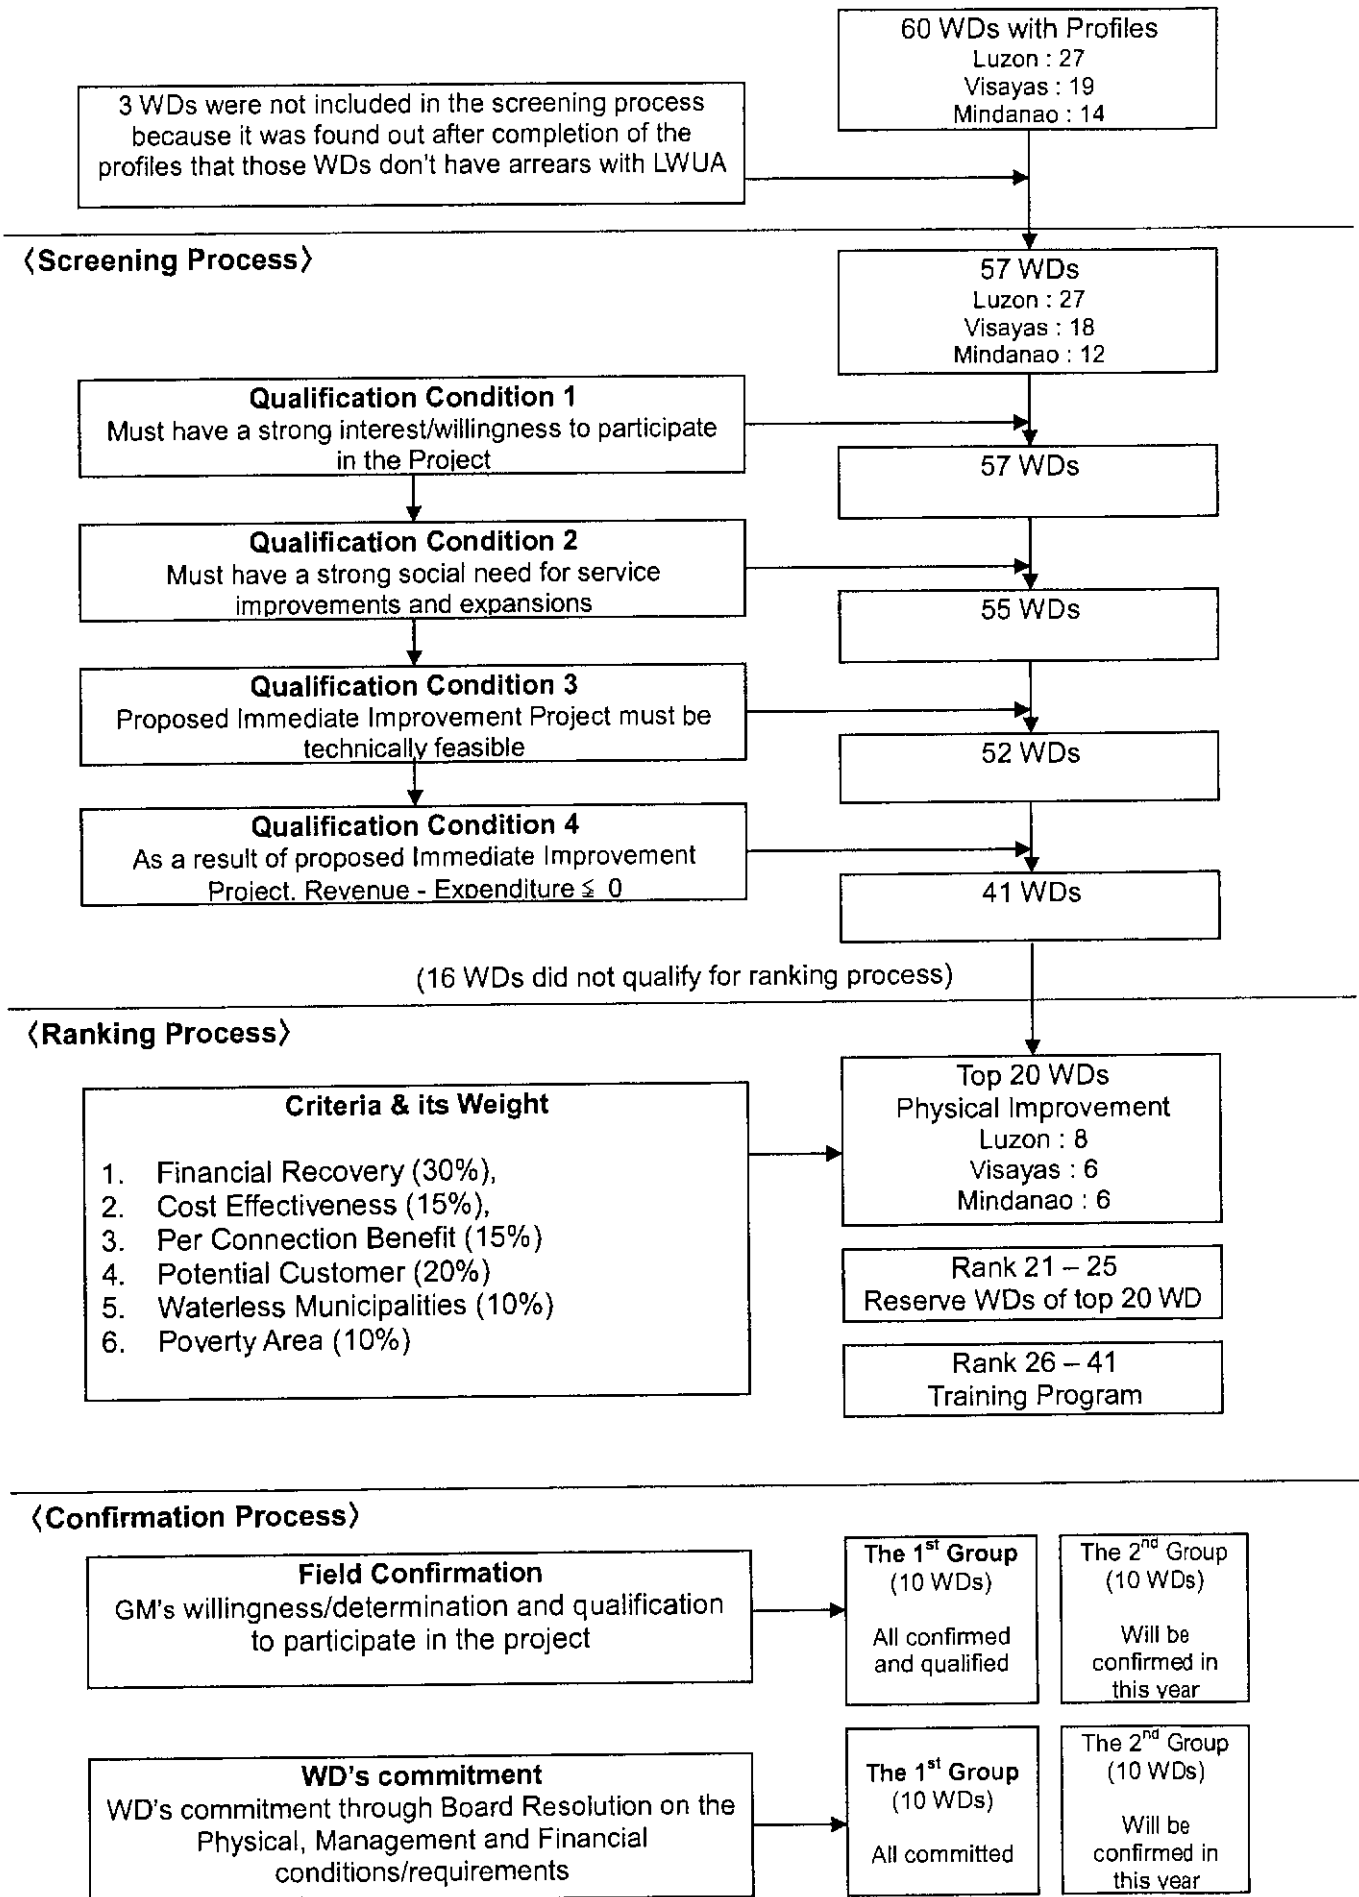 60 WDs with Profiles
Luzon : 27
Visayas : 19
Mindanao : 14
3 WDs were not included in the screening process
because it was found out after completion of the
profiles that those WDs don't have arrears with LWUA
〈Screening Process〉
57 WDs
Luzon : 27
Visayas : 18
Mindanao : 12
Qualification Condition 1
Must have a strong interest/willingness to participate
in the Project
57 WDs
Qualification Condition 2
Must have a strong social need for service
improvements and expansions
55 WDs
Qualification Condition 3
Proposed Immediate Improvement Project must be
technically feasible
52 WDs
Qualification Condition 4
As a result of proposed Immediate Improvement
Project. Revenue - Expenditure ≦ 0
41 WDs
(16 WDs did not qualify for ranking process)
〈Ranking Process〉
Criteria & its Weight
1. Financial Recovery (30%),
2. Cost Effectiveness (15%),
3. Per Connection Benefit (15%)
4. Potential Customer (20%)
5. Waterless Municipalities (10%)
6. Poverty Area (10%)
Top 20 WDs
Physical Improvement
Luzon : 8
Visayas : 6
Mindanao : 6
Rank 21 – 25
Reserve WDs of top 20 WD
Rank 26 – 41
Training Program
〈Confirmation Process〉
Field Confirmation
GM's willingness/determination and qualification
to participate in the project
The 1st Group
(10 WDs)
All confirmed
and qualified
The 2nd Group
(10 WDs)
Will be
confirmed in
this year
WD's commitment
WD's commitment through Board Resolution on the
Physical, Management and Financial
conditions/requirements
The 1st Group
(10 WDs)
All committed
The 2nd Group
(10 WDs)
Will be
confirmed in
this year